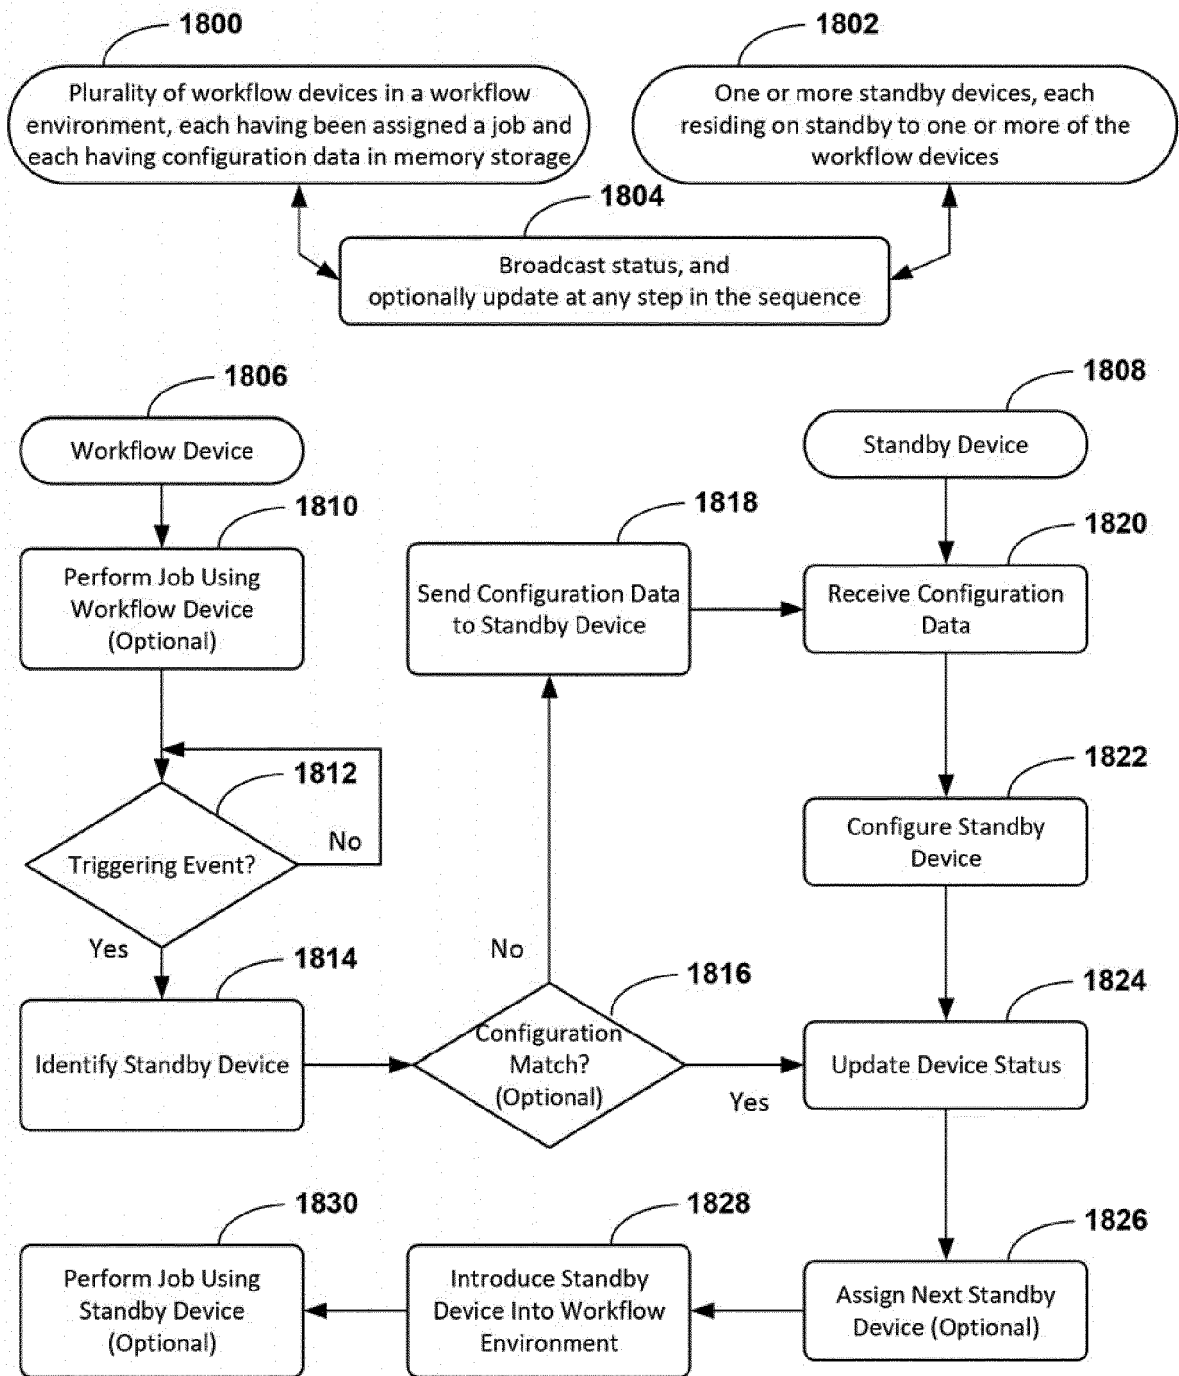 1800
1802
Plurality of workflow devices in a workflow
environment, each having been assigned a job and
each having configuration data in memory storage
One or more standby devices, each
residing on standby to one or more of the
workflow devices
1804
Broadcast status, and
optionally update at any step in the sequence
1806
1808
Workflow Device
Standby Device
1810
1818
1820
Perform Job Using
Workflow Device
(Optional)
Send Configuration Data
to Standby Device
Receive Configuration
Data
1812
1822
Triggering Event?
No
Configure Standby
Device
Yes
No
1814
1816
1824
Identify Standby Device
Configuration
Match?
(Optional)
Yes
Update Device Status
1830
1828
1826
Perform Job Using
Standby Device
(Optional)
Introduce Standby
Device Into Workflow
Environment
Assign Next Standby
Device (Optional)